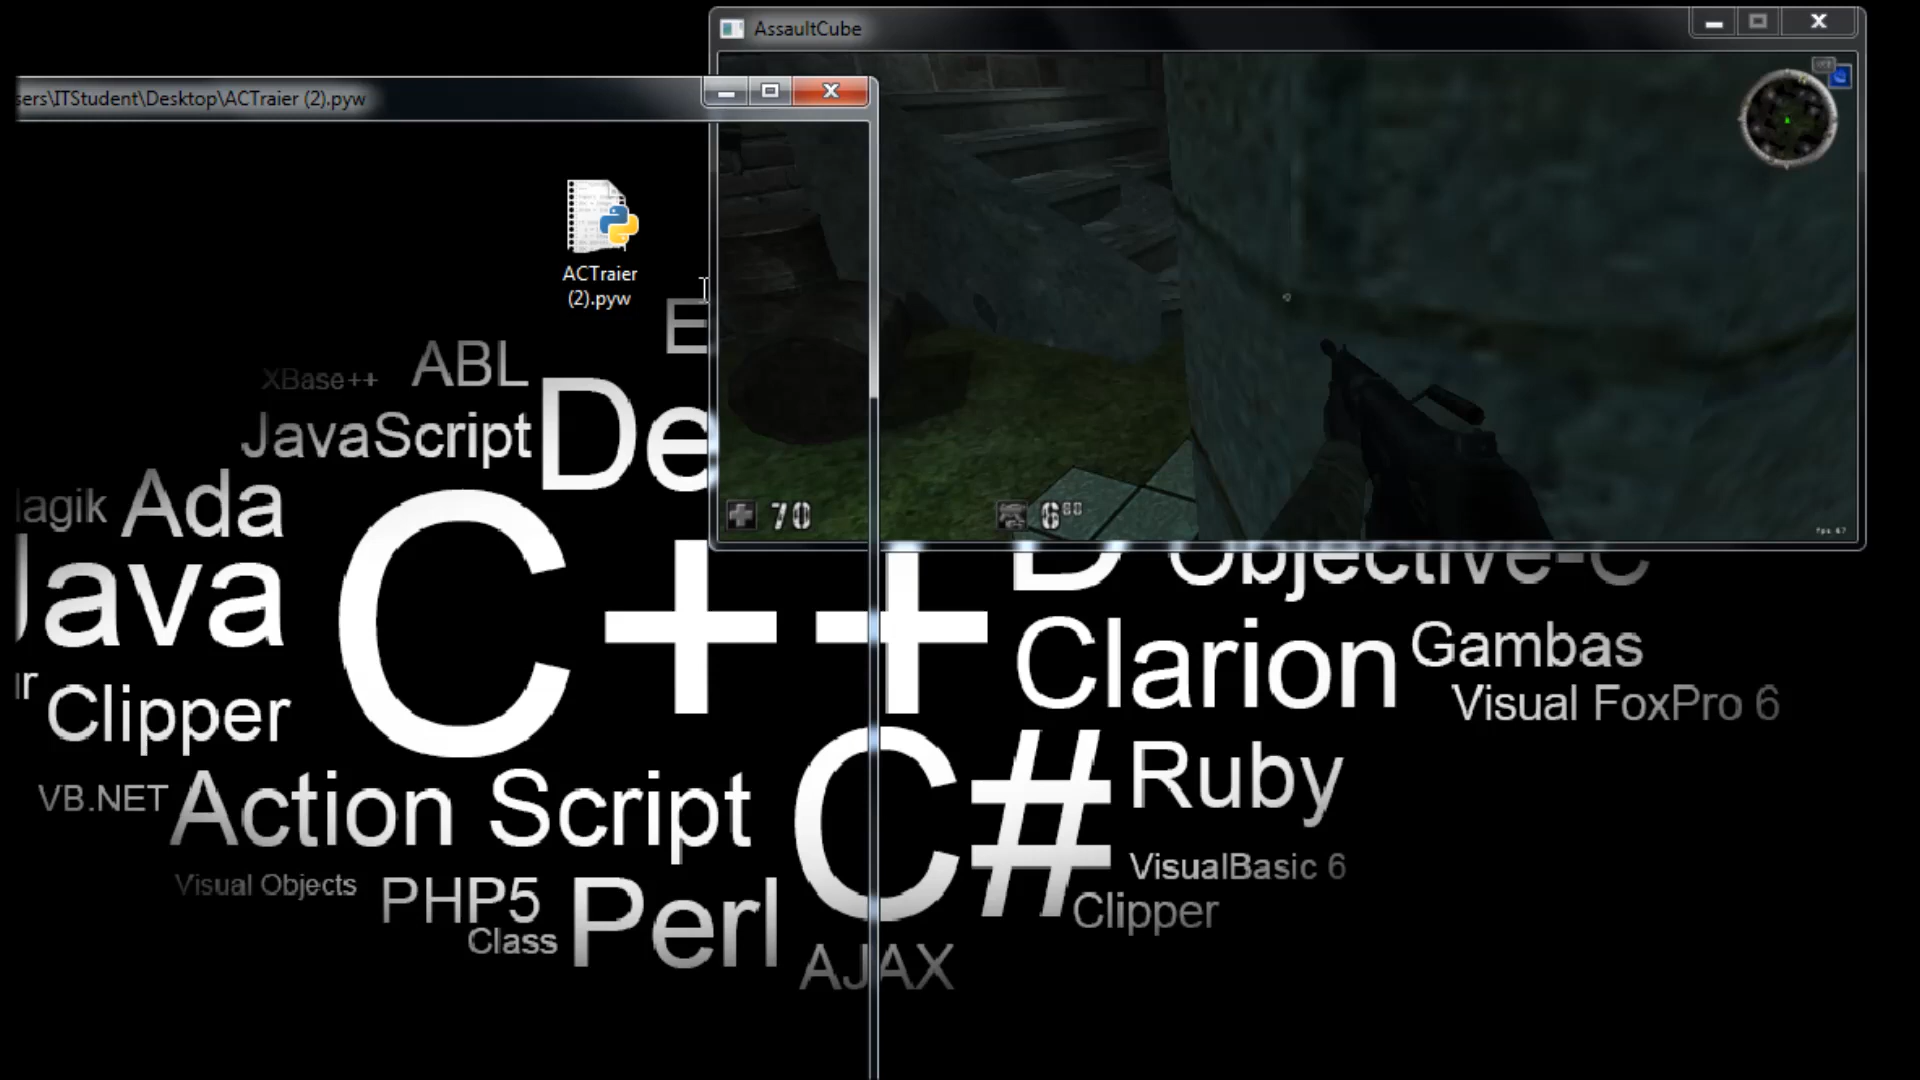 AssaultCube
sers\ITStudent\Desktop\ACTraier (2).pyw
ACTraier
(2).pyw
E
XBase++
ABL
JavaScript
De
agik
Ada
70
6
Java
C++
D
Objective-C
Clarion
Gambas
r
Clipper
Visual FoxPro 6
VB.NET
Action Script
C#
Ruby
Visual Objects
PHP5
Perl
VisualBasic 6
Class
Clipper
AJAX